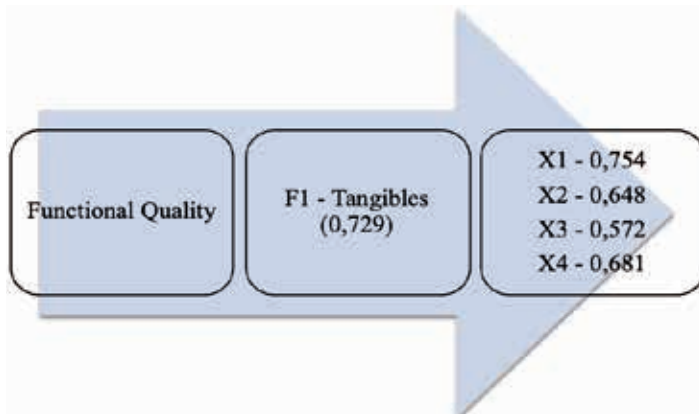 Functional Quality
F1 - Tangibles
(0,729)
X1 - 0,754
X2 - 0,648
X3 - 0,572
X4 - 0,681